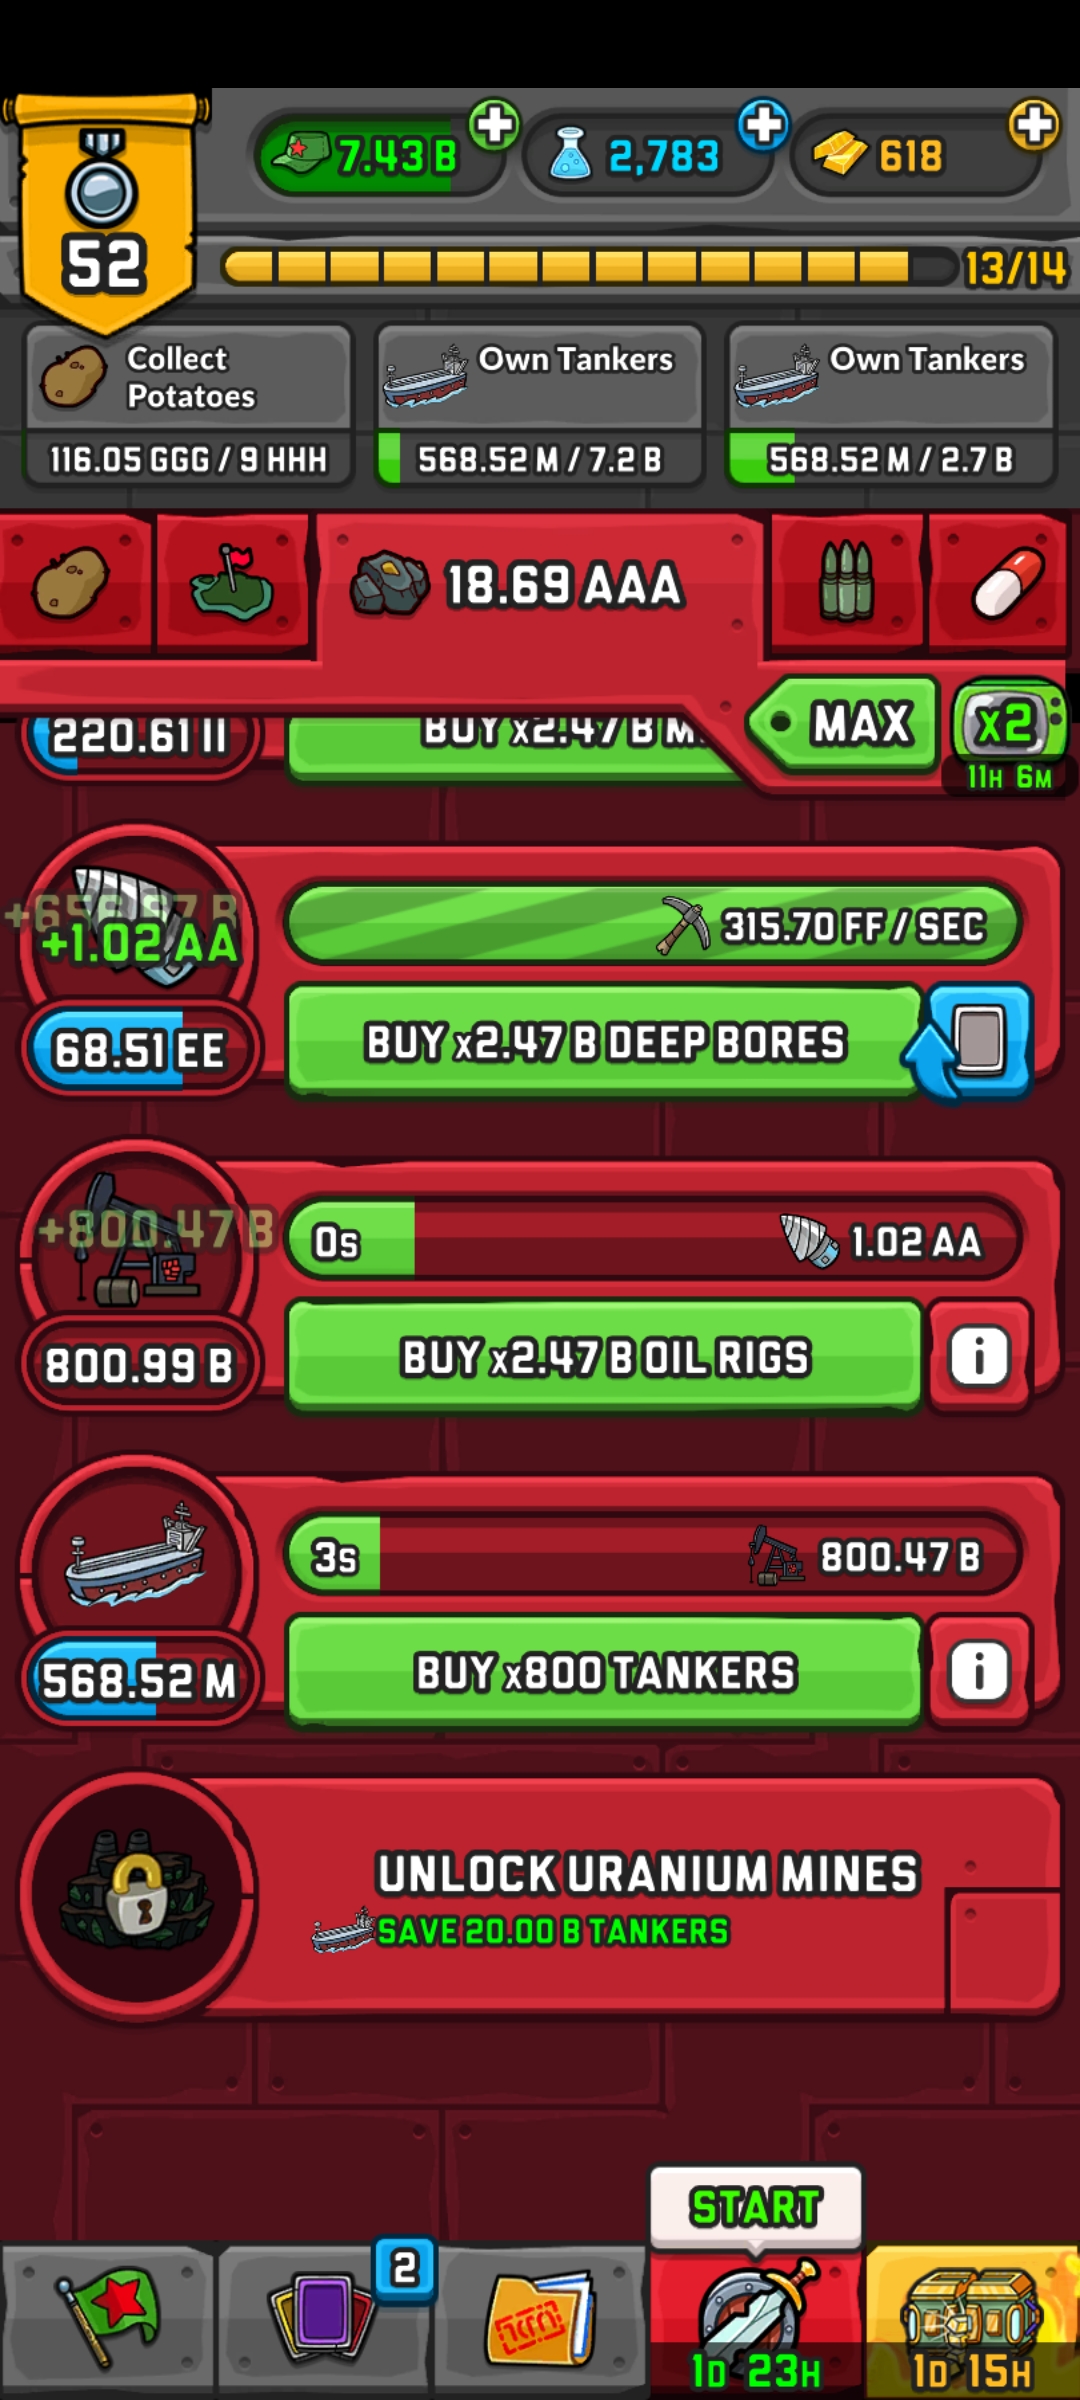 7.43 B
2,783
618
52
13/14
Collect
Potatoes
116.05 GGG / 9 HHH
Own Tankers
568.52 M / 7.2 B
Own Tankers
568.52 M / 2.7 B
18.69 AAA
MAX
X2
11H 6M
220.61 II
BUY x2.47 B M
+1.02 AA
315.70 FF / SEC
68.51 EE
BUY x2.47 B DEEP BORES
+800.47 B
0S
1.02 AA
800.99 B
BUY x2.47 B OIL RIGS
i
3S
800.47 B
568.52 M
BUY x800 TANKERS
i
UNLOCK URANIUM MINES
SAVE 20.00 B TANKERS
START
2
1D 23H
1D 15H